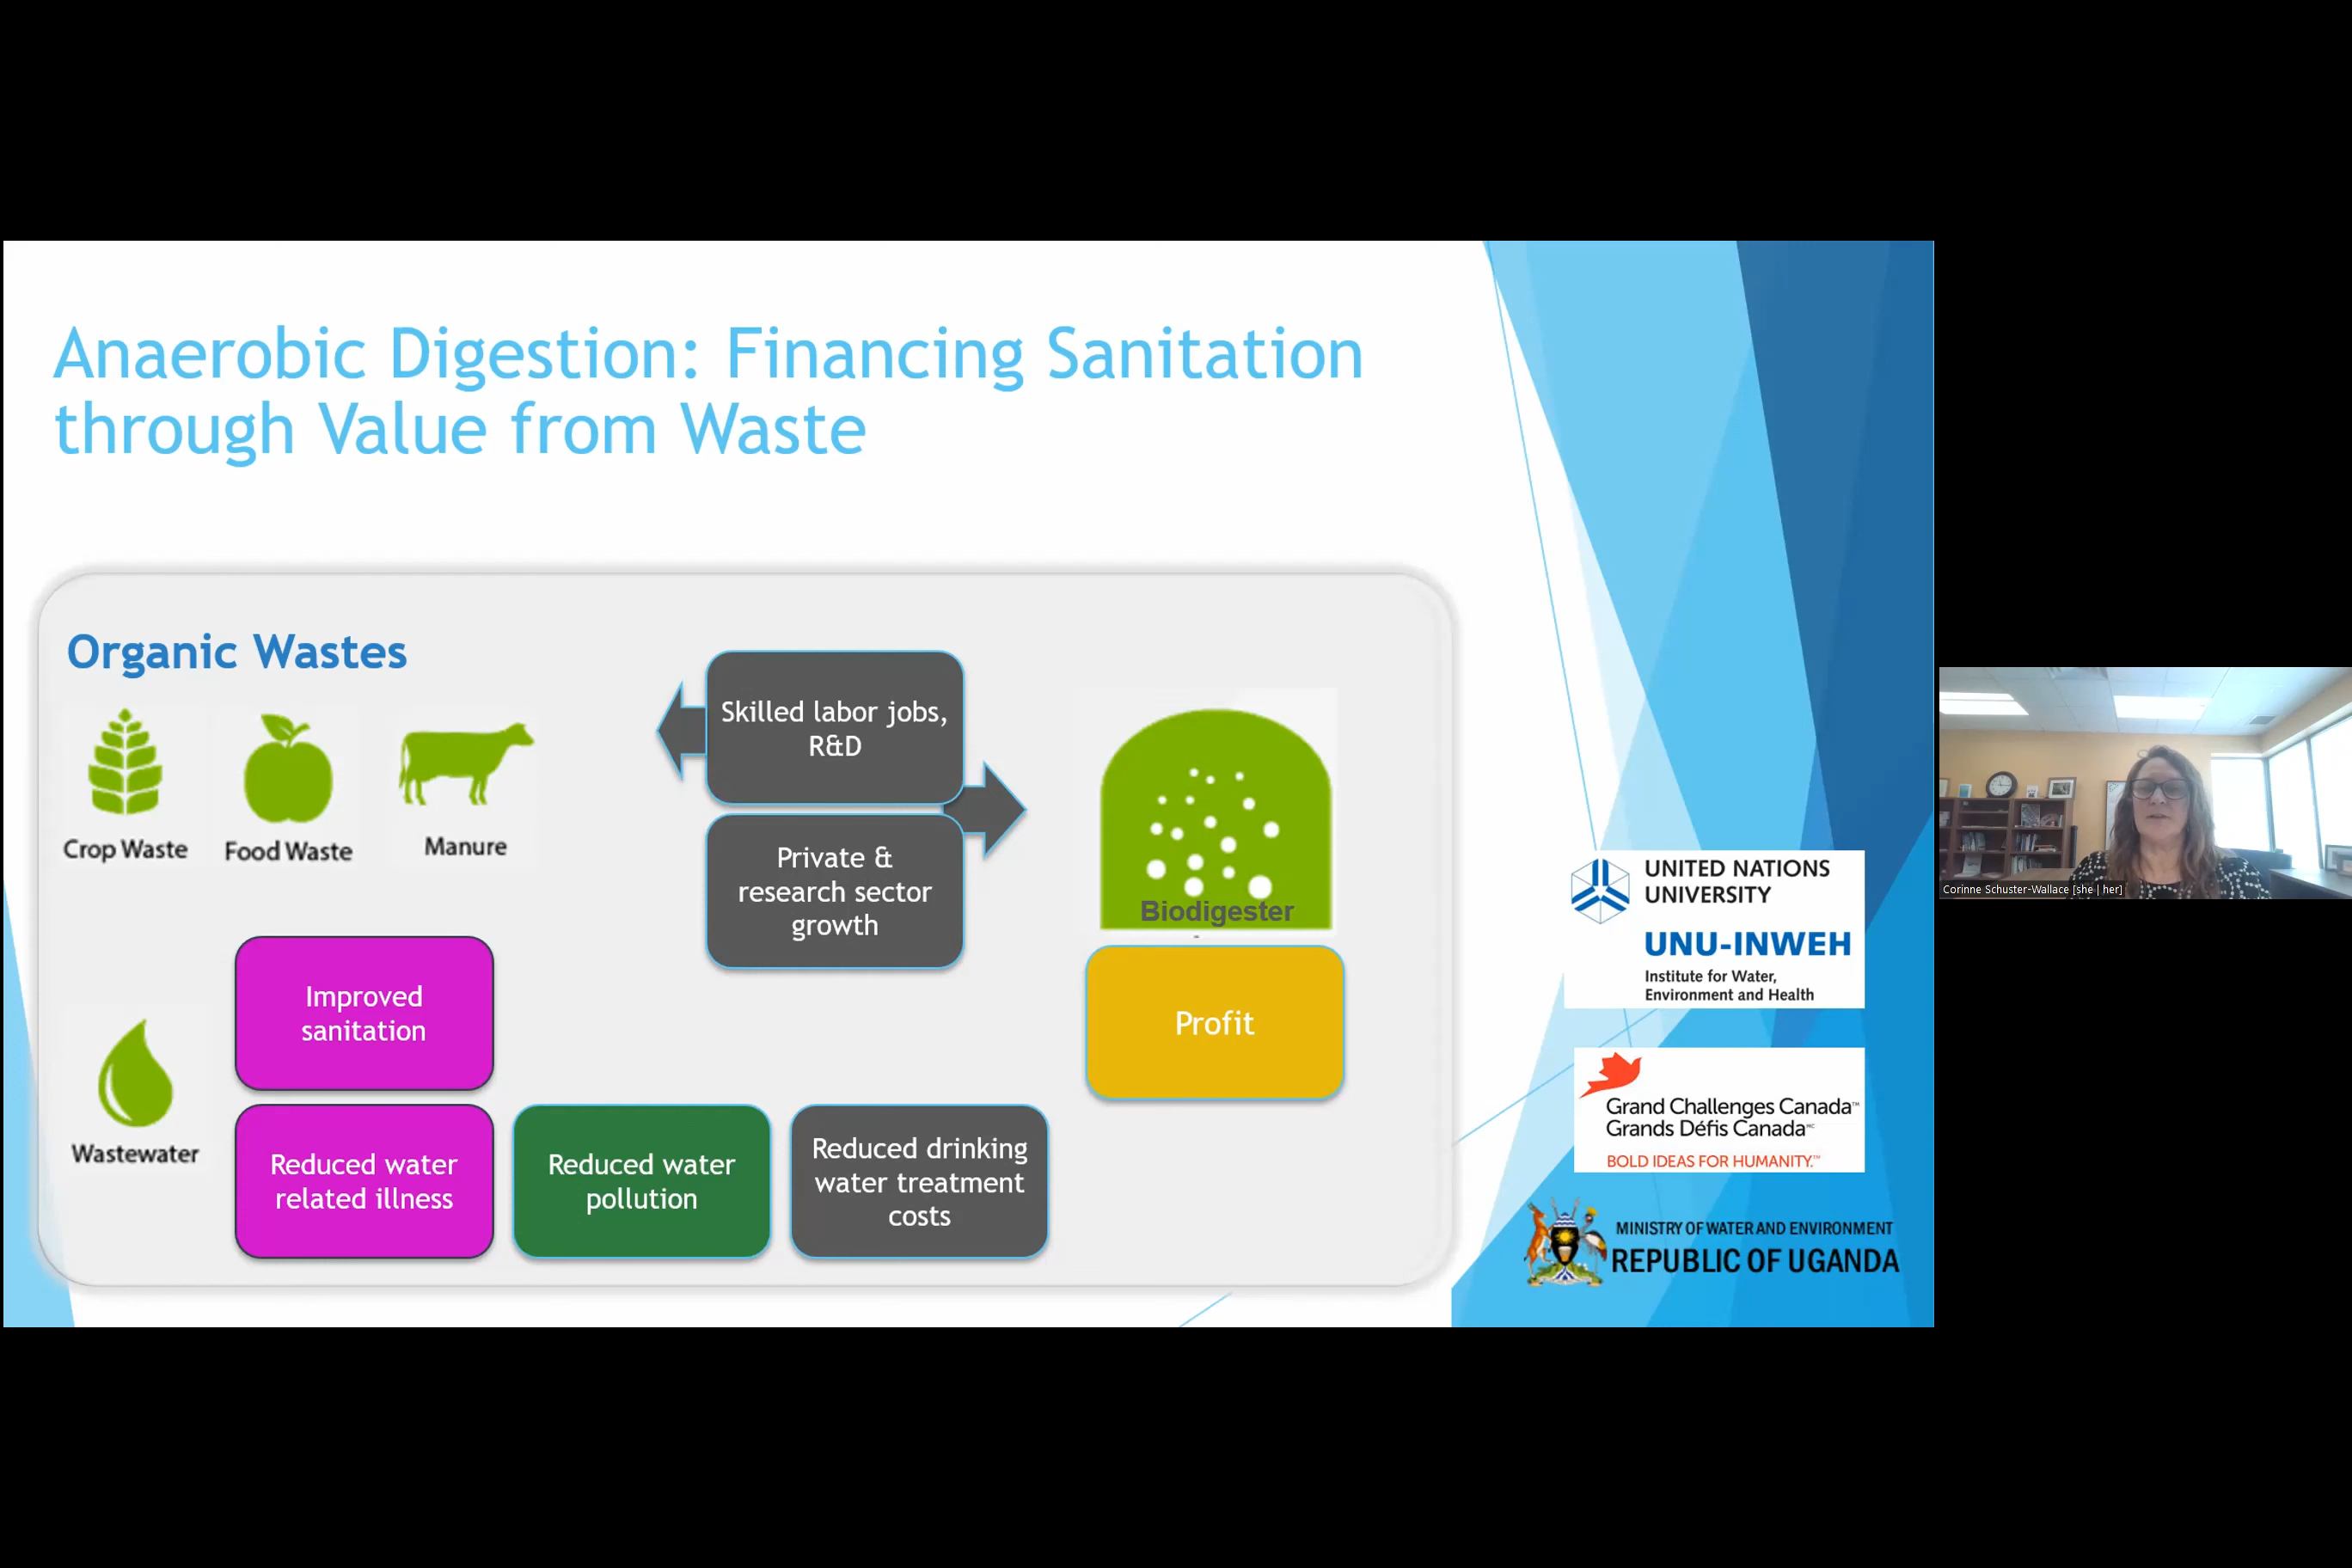 Anaerobic Digestion: Financing Sanitation
through Value from Waste
Organic Wastes
Crop Waste
Food Waste
Manure
Skilled labor jobs,
R&D
Private &
research sector
growth
Biodigester
Improved
sanitation
Profit
Wastewater
Reduced water
related illness
Reduced water
pollution
Reduced drinking
water treatment
costs
UNITED NATIONS
UNIVERSITY
UNU-INWEH
Institute for Water,
Environment and Health
Grand Challenges Canada™
Grands Défis Canada MC
BOLD IDEAS FOR HUMANITY.™
MINISTRY OF WATER AND ENVIRONMENT
REPUBLIC OF UGANDA
Corinne Schuster-Wallace [she | her]